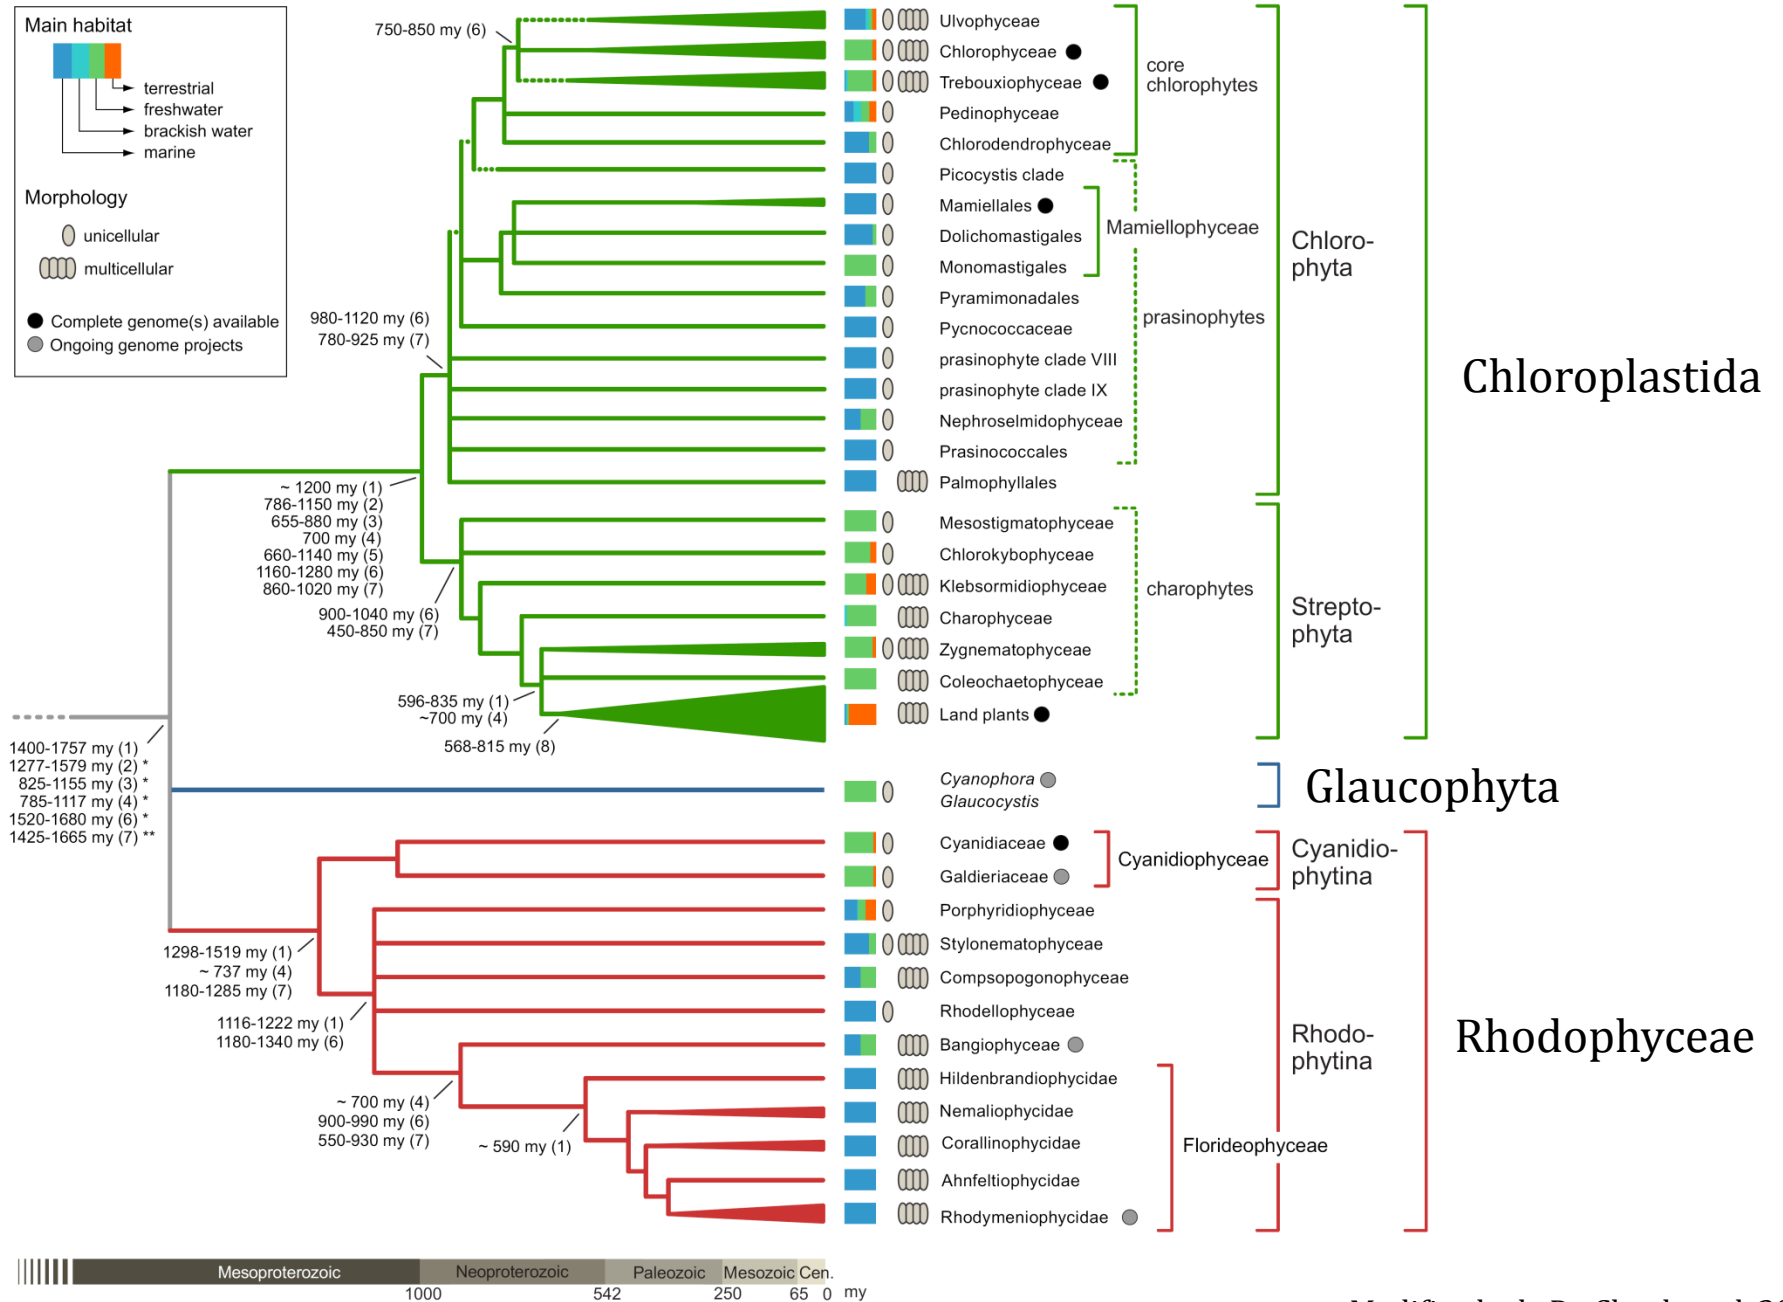 Main habitat
terrestrial
freshwater
brackish water
marine
Morphology
unicellular
multicellular
Complete genome(s) available
Ongoing genome projects
750-850 my (6)
980-1120 my (6)
780-925 my (7)
~ 1200 my (1)
786-1150 my (2)
655-880 my (3)
700 my (4)
660-1140 my (5)
1160-1280 my (6)
860-1020 my (7)
900-1040 my (6)
450-850 my (7)
596-835 my (1)
~700 my (4)
568-815 my (8)
1400-1757 my (1)
1277-1579 my (2) *
825-1155 my (3) *
785-1117 my (4) *
1520-1680 my (6) *
1425-1665 my (7) **
1298-1519 my (1)
~ 737 my (4)
1180-1285 my (7)
1116-1222 my (1)
1180-1340 my (6)
~ 700 my (4)
900-990 my (6)
550-930 my (7)
~ 590 my (1)
Ulvophyceae
Chlorophyceae
Trebouxiophyceae
Pedinophyceae
Chlorodendrophyceae
Picocystis clade
Mamiellales
Dolichomastigales
Monomastigales
Pyramimonadales
Pycnococcaceae
prasinophyte clade VIII
prasinophyte clade IX
Nephroselmidophyceae
Prasinococcales
Palmophyllales
Mesostigmatophyceae
Chlorokybophyceae
Klebsormidiophyceae
Charophyceae
Zygnematophyceae
Coleochaetophyceae
Land plants
Cyanophora
Glaucocystis
Cyanidiaceae
Galdieriaceae
Porphyridiophyceae
Stylonematophyceae
Compsopogonophyceae
Rhodellophyceae
Bangiophyceae
Hildenbrandiophycidae
Nemaliophycidae
Corallinophycidae
Ahnfeltiophycidae
Rhodymeniophycidae
core
chlorophytes
Mamiellophyceae
prasinophytes
charophytes
Cyanidiophyceae
Florideophyceae
Chloro-
phyta
Strepto-
phyta
Cyanidio-
phytina
Rhodo-
phytina
Chloroplastida
Glaucophyta
Rhodophyceae
Mesoproterozoic
Neoproterozoic
Paleozoic
Mesozoic
Cen.
1000
542
250
65
0
my